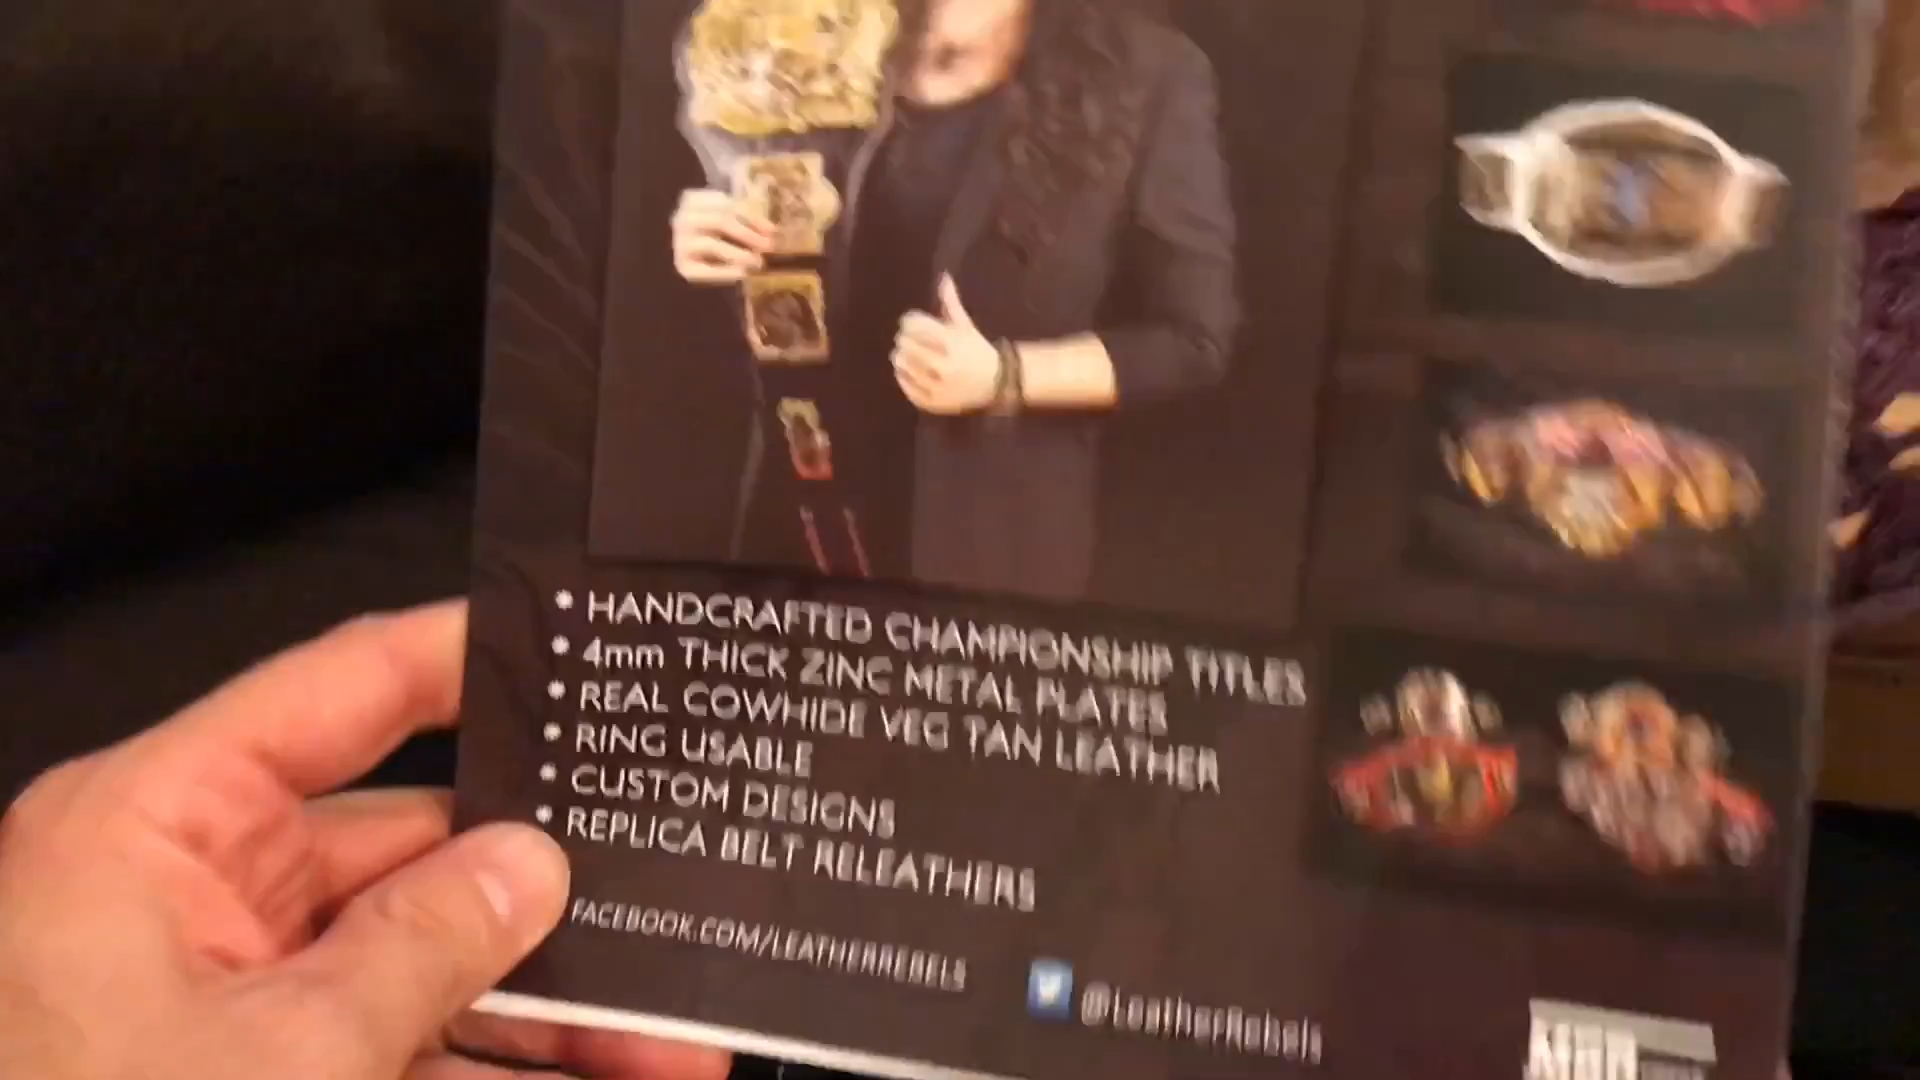 • HANDCRAFTED CHAMPIONSHIP TITLES
• 4mm THICK ZINC METAL PLATES
• REAL COWHIDE VEG TAN LEATHER
• RING USABLE
• CUSTOM DESIGNS
• REPLICA BELT RELEATHERS
FACEBOOK.COM/LEATHERREBELS
@LeatherRebels